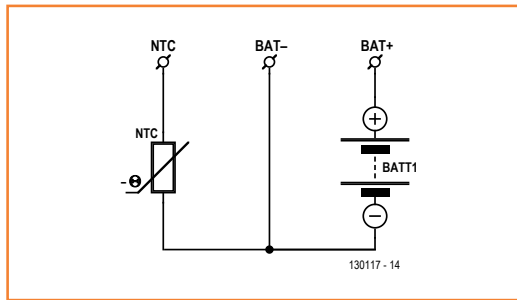 NTC BAT– BAT+
NTC
-Θ
+
BATT1
–
130117 - 14